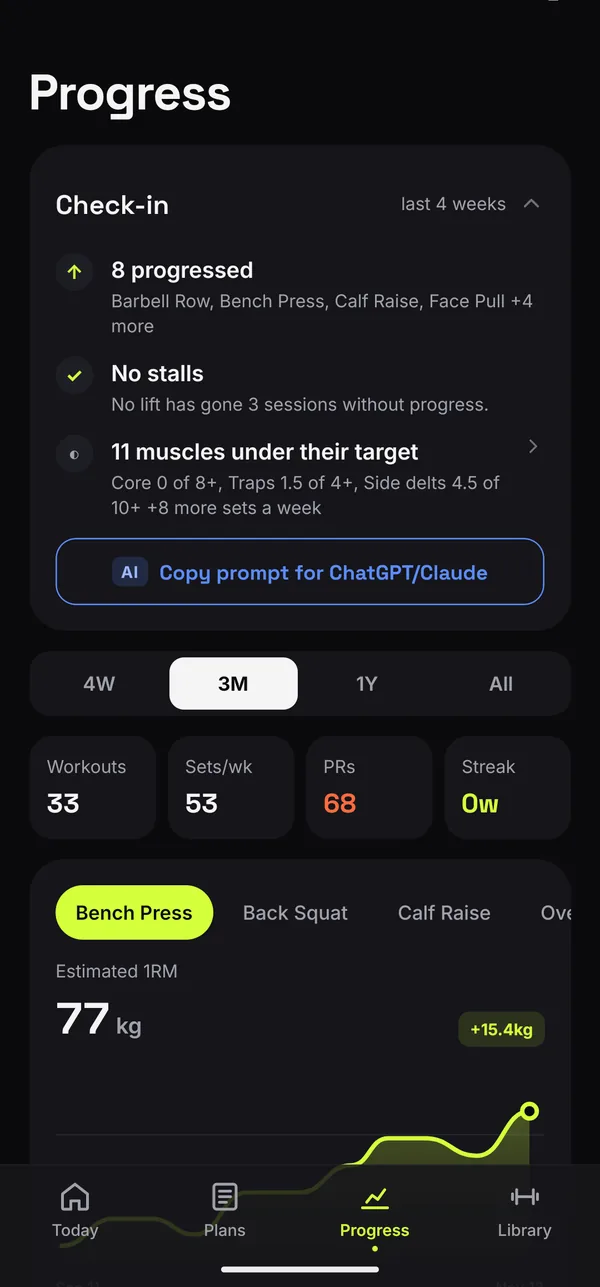 Progress
Check-in
last 4 weeks
8 progressed
Barbell Row, Bench Press, Calf Raise, Face Pull +4
more
No stalls
No lift has gone 3 sessions without progress.
11 muscles under their target
Core 0 of 8+, Traps 1.5 of 4+, Side delts 4.5 of
10+ +8 more sets a week
AI Copy prompt for ChatGPT/Claude
4W 3M 1Y All
Workouts Sets/wk PRs Streak
33 53 68 0w
Bench Press Back Squat Calf Raise Ove
Estimated 1RM
77 kg
+15.4kg
Today Plans Progress Library